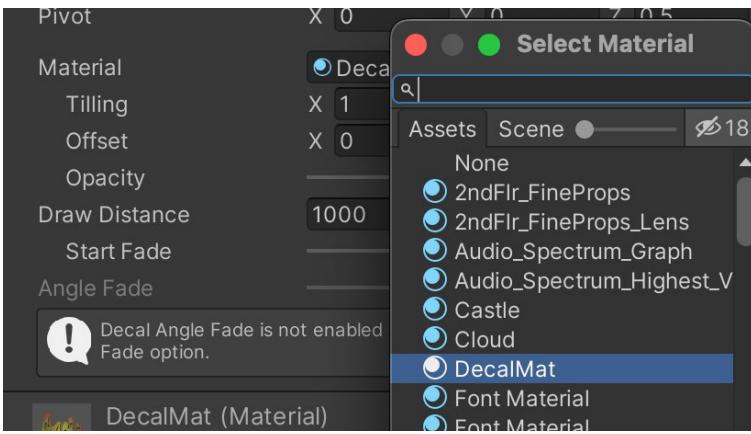 Pivot X 0 Y 0 Z 0.5
Select Material
Material Deca
Tilling X 1
Offset X 0
Opacity
Draw Distance 1000
Start Fade
Angle Fade
Decal Angle Fade is not enabled
Fade option.
DecalMat (Material)
Assets Scene 18
None
2ndFlr_FineProps
2ndFlr_FineProps_Lens
Audio_Spectrum_Graph
Audio_Spectrum_Highest_V
Castle
Cloud
DecalMat
Font Material
Font Material